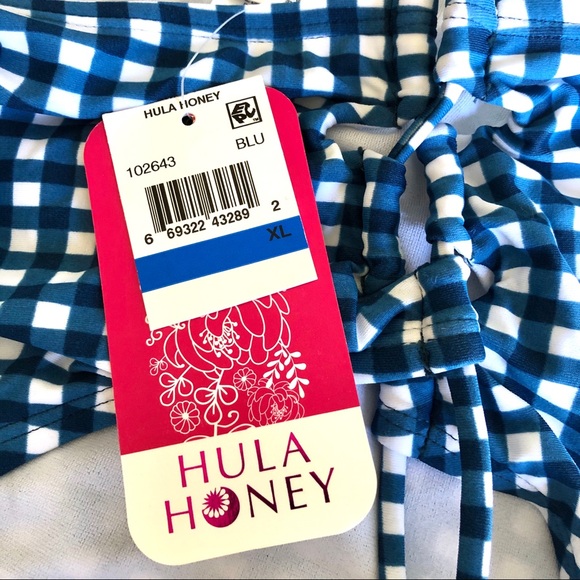 HULA HONEY
102643
BLU
6 69322 43289 2
XL
HULA
HONEY